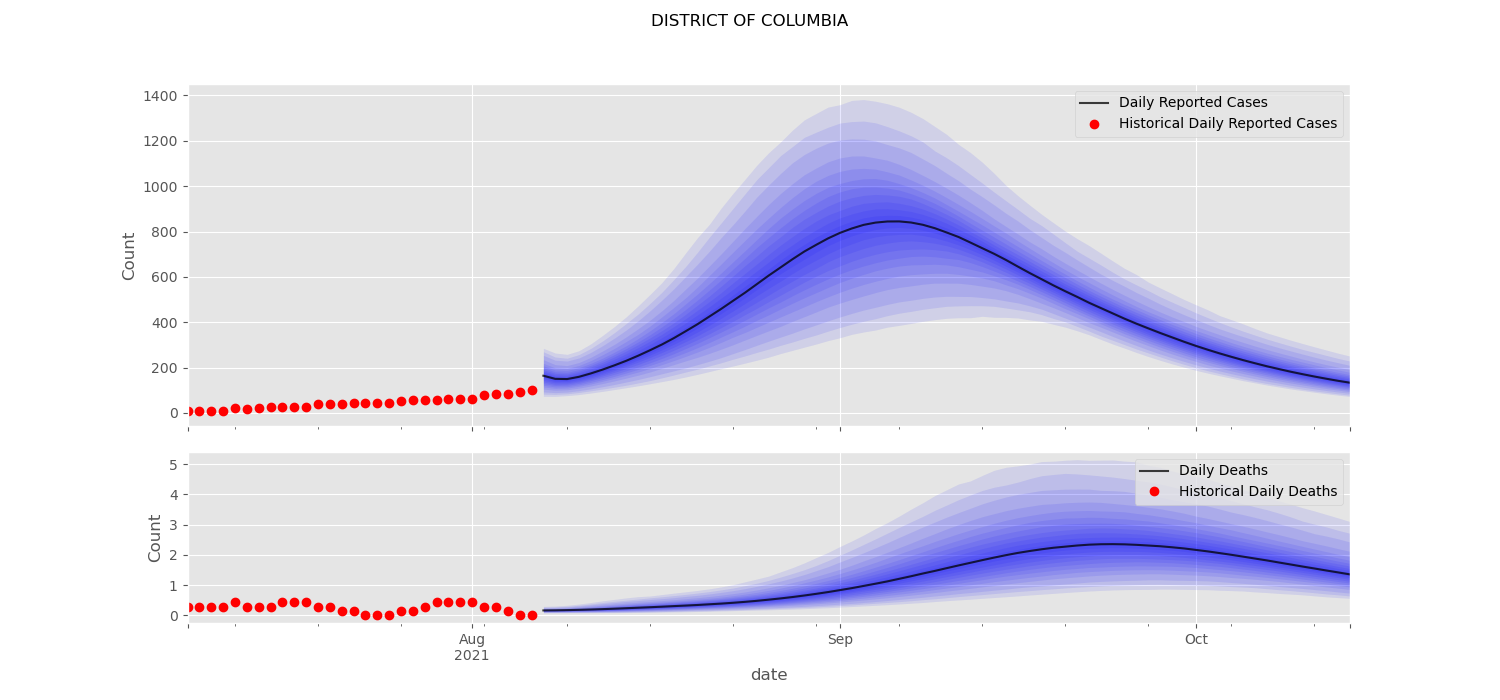 DISTRICT OF COLUMBIA
1400
1200
1000
800
600
400
200
0
Count
Daily Reported Cases
Historical Daily Reported Cases
5
4
3
2
1
0
Count
Daily Deaths
Historical Daily Deaths
Aug
2021
Sep
Oct
date